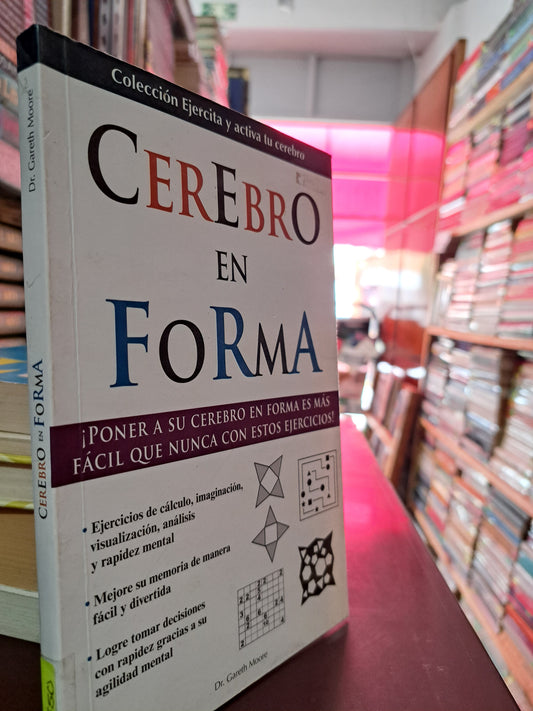 Colección Ejercita y activa tu cerebro
CEREBRO
EN
FORMA
¡PONER A SU CEREBRO EN FORMA ES MÁS
FÁCIL QUE NUNCA CON ESTOS EJERCICIOS!
• Ejercicios de cálculo, imaginación,
visualización, análisis
y rapidez mental
• Mejore su memoria de manera
fácil y divertida
• Logre tomar decisiones
con rapidez gracias a su
agilidad mental
Dr. Gareth Moore
Dr. Gareth Moore
CEREBRO EN FORMA